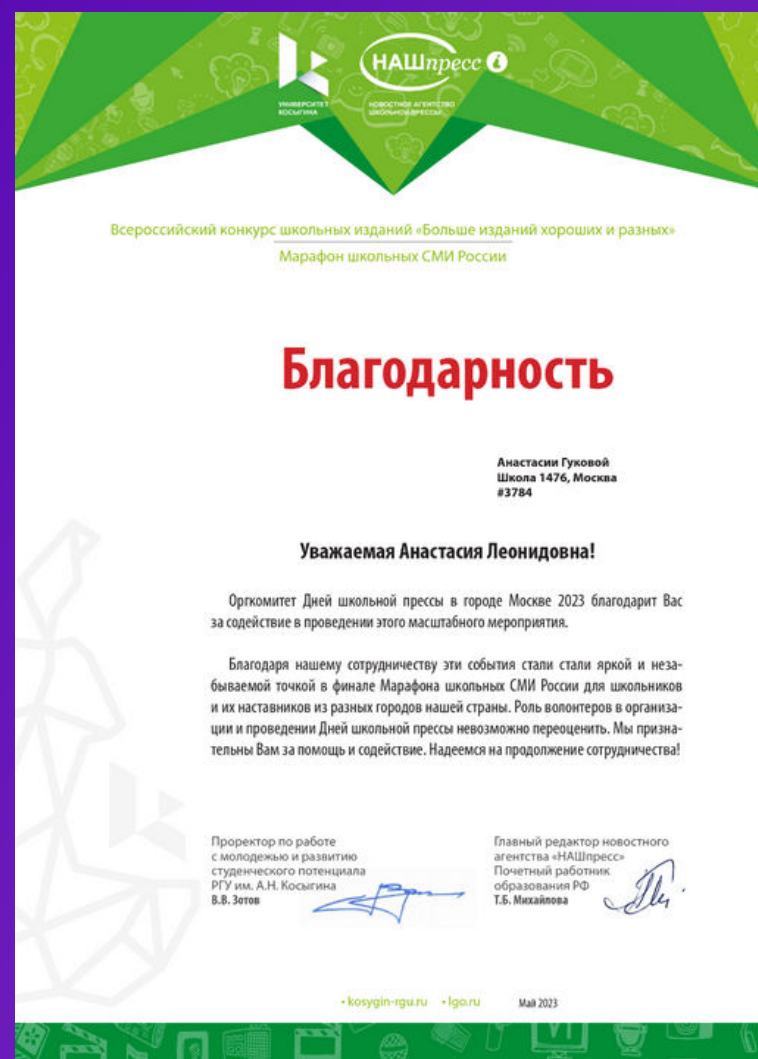 НАШпресс i
УНИВЕРСИТЕТ
КОСЫГИНА
НОВОСТНОЕ АГЕНТСТВО
ШКОЛЬНОЙ ПРЕССЫ
Всероссийский конкурс школьных изданий «Больше изданий хороших и разных»
Марафон школьных СМИ России
Благодарность
Анастасии Гуковой
Школа 1476, Москва
#3784
Уважаемая Анастасия Леонидовна!
Оргкомитет Дней школьной прессы в городе Москве 2023 благодарит Вас
за содействие в проведении этого масштабного мероприятия.
Благодаря нашему сотрудничеству эти события стали стали яркой и неза-
бываемой точкой в финале Марафона школьных СМИ России для школьников
и их наставников из разных городов нашей страны. Роль волонтеров в организа-
ции и проведении Дней школьной прессы невозможно переоценить. Мы призна-
тельны Вам за помощь и содействие. Надеемся на продолжение сотрудничества!
Проректор по работе
с молодежью и развитию
студенческого потенциала
РГУ им. А.Н. Косыгина
В.В. Зотов
Главный редактор новостного
агентства «НАШпресс»
Почетный работник
образования РФ
Т.Б. Михайлова
• kosygin-rgu.ru • lgo.ru
Май 2023